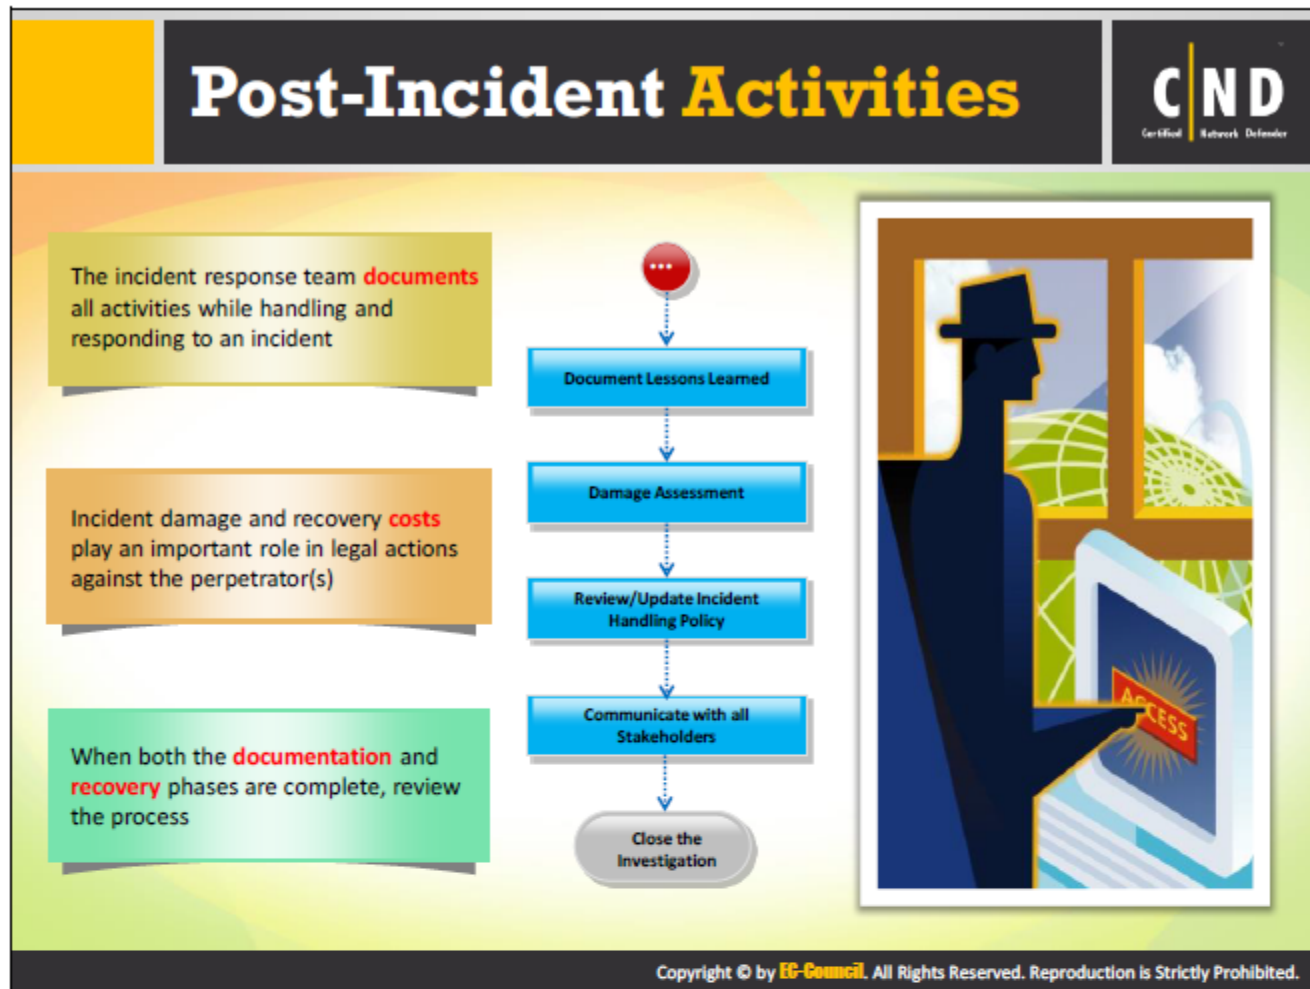 Post-Incident Activities
C|ND
Certified Network Defender
The incident response team documents
all activities while handling and
responding to an incident
Incident damage and recovery costs
play an important role in legal actions
against the perpetrator(s)
When both the documentation and
recovery phases are complete, review
the process
...
Document Lessons Learned
Damage Assessment
Review/Update Incident
Handling Policy
Communicate with all
Stakeholders
Close the
Investigation
ACCESS
Copyright © by EC-Council. All Rights Reserved. Reproduction is Strictly Prohibited.